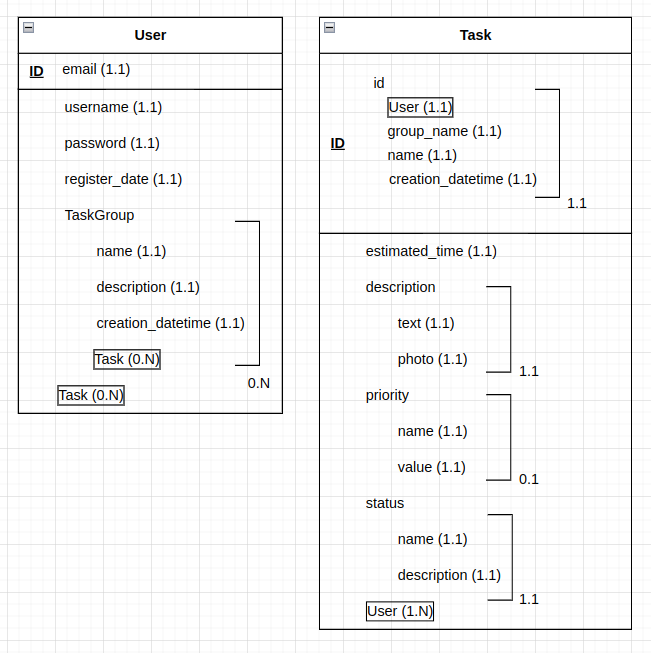 User
ID email (1.1)
username (1.1)
password (1.1)
register_date (1.1)
TaskGroup
name (1.1)
description (1.1)
creation_datetime (1.1)
Task (0.N)
0.N
Task (0.N)
Task
id
User (1.1)
group_name (1.1)
ID
name (1.1)
creation_datetime (1.1)
1.1
estimated_time (1.1)
description
text (1.1)
photo (1.1)
1.1
priority
name (1.1)
value (1.1)
0.1
status
name (1.1)
description (1.1)
1.1
User (1.N)